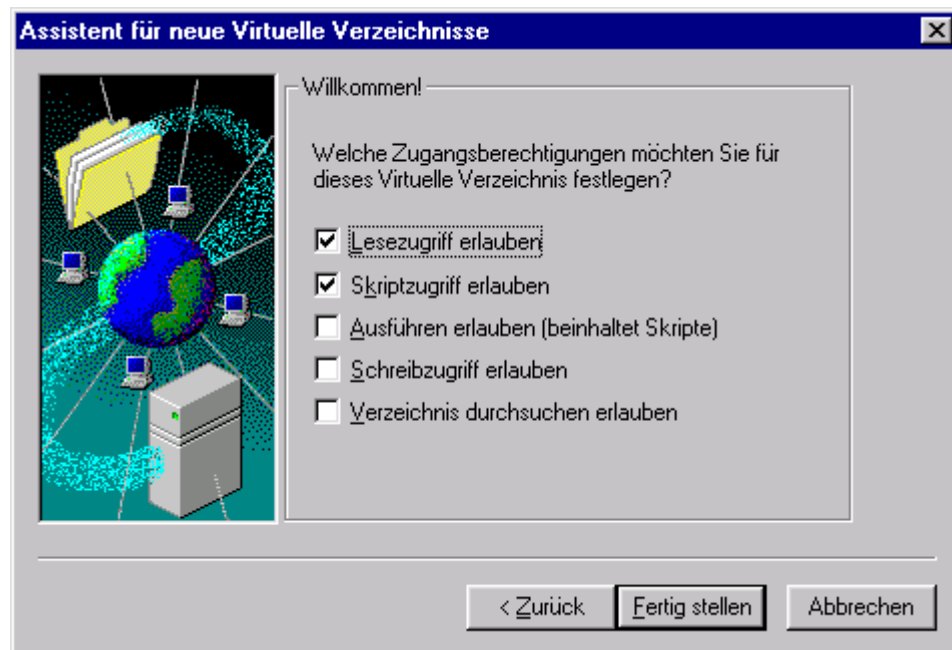 Assistent für neue Virtuelle Verzeichnisse
Willkommen!
Welche Zugangsberechtigungen möchten Sie für
dieses Virtuelle Verzeichnis festlegen?
Lesezugriff erlauben
Skriptzugriff erlauben
Ausführen erlauben (beinhaltet Skripte)
Schreibzugriff erlauben
Verzeichnis durchsuchen erlauben
< Zurück
Fertig stellen
Abbrechen